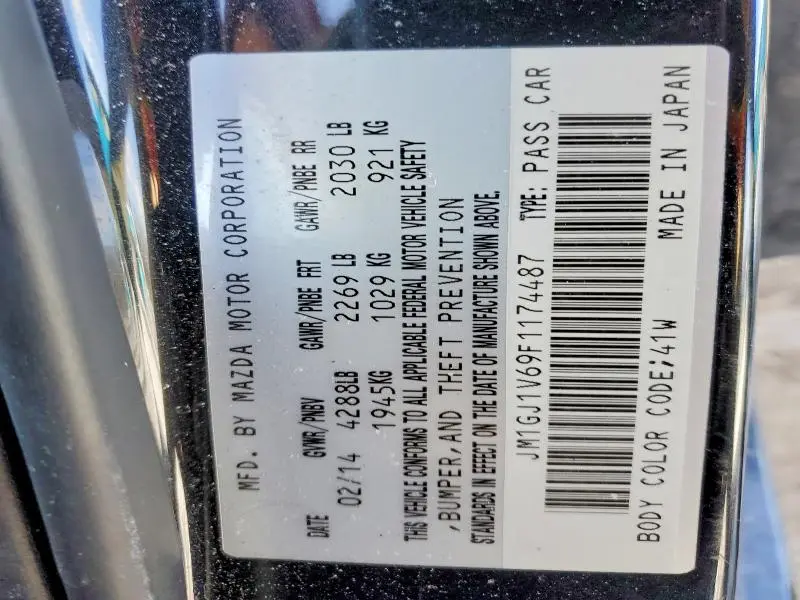 MFD. BY MAZDA MOTOR CORPORATION
DATE GVWR/PNBV GAWR/PNBE FRT GAWR/PNBE RR
02/14 4288LB 2269 LB 2030 LB
1945KG 1029 KG 921 KG
THIS VEHICLE CONFORMS TO ALL APPLICABLE FEDERAL MOTOR VEHICLE SAFETY
,BUMPER,AND THEFT PREVENTION
STANDARDS IN EFFECT ON THE DATE OF MANUFACTURE SHOWN ABOVE.
JM1GJ1V69F1174487 TYPE: PASS CAR
BODY COLOR CODE:41W MADE IN JAPAN